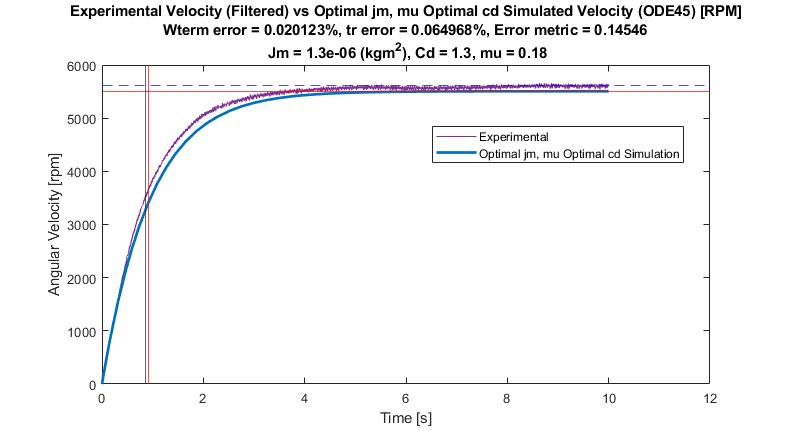 Experimental Velocity (Filtered) vs Optimal jm, mu Optimal cd Simulated Velocity (ODE45) [RPM]
Wterm error = 0.020123%, tr error = 0.064968%, Error metric = 0.14546
Jm = 1.3e-06 (kgm²), Cd = 1.3, mu = 0.18
6000
5000
4000
3000
2000
1000
0
Angular Velocity [rpm]
Experimental
Optimal jm, mu Optimal cd Simulation
0 2 4 6 8 10 12
Time [s]